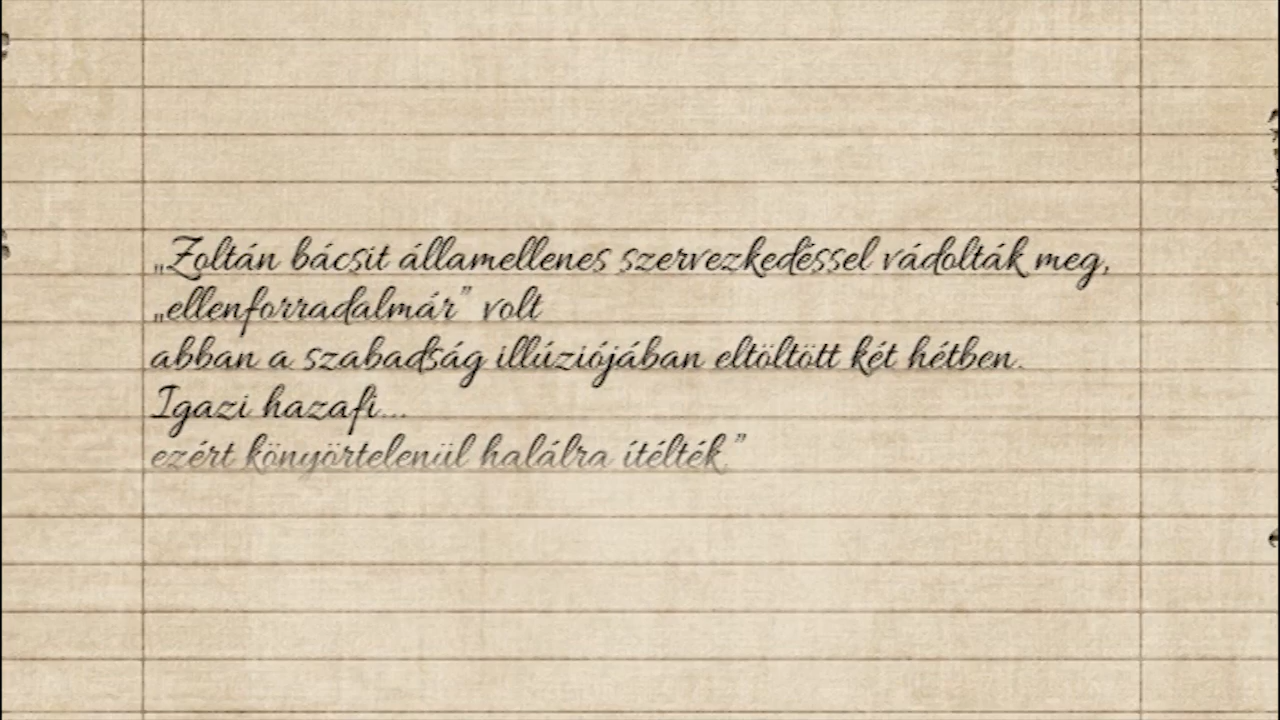 „Zoltán bácsit államellenes szervezkedéssel vádolták meg,
„ellenforradalmár” volt
abban a szabadság illúziójában eltöltött két hétben.
Igazi hazafi...
ezért könyörtelenül halálra ítélték”